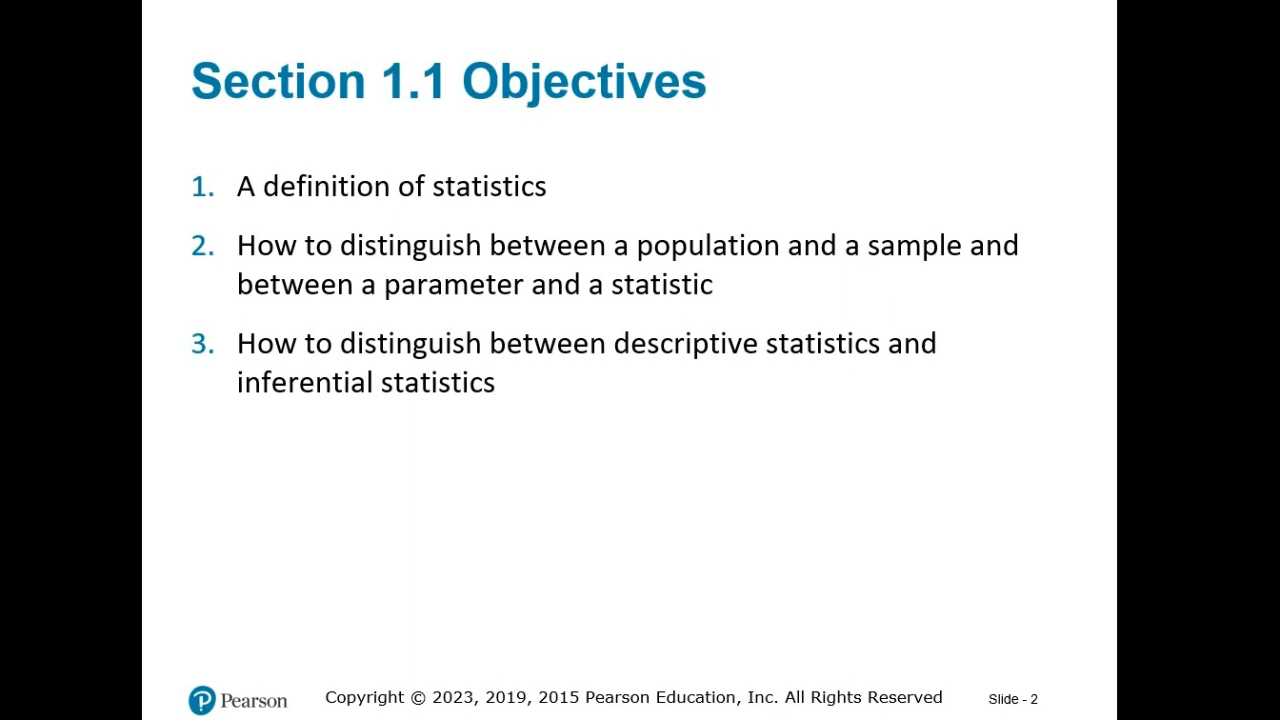 Section 1.1 Objectives
1. A definition of statistics
2. How to distinguish between a population and a sample and
between a parameter and a statistic
3. How to distinguish between descriptive statistics and
inferential statistics
Pearson
Copyright © 2023, 2019, 2015 Pearson Education, Inc. All Rights Reserved
Slide - 2